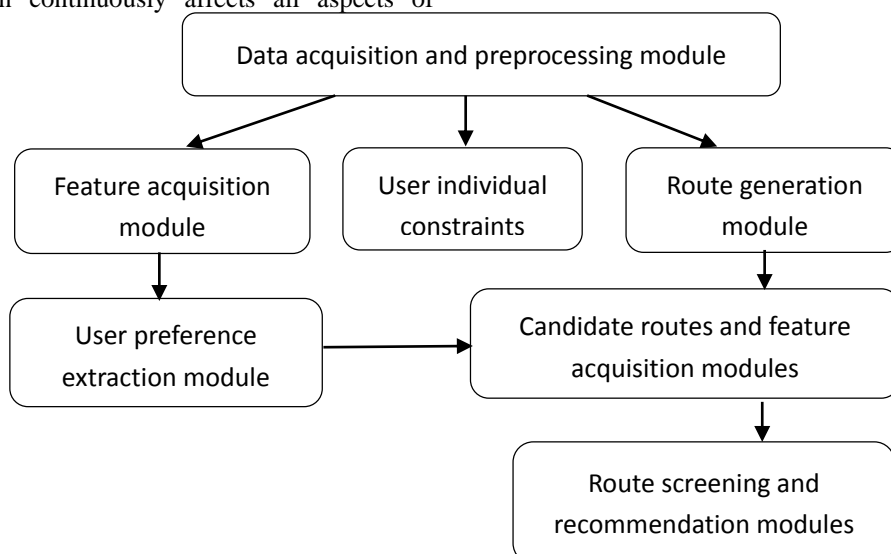 continuously affects all aspects of
Data acquisition and preprocessing module
Feature acquisition
module
User individual
constraints
Route generation
module
User preference
extraction module
Candidate routes and feature
acquisition modules
Route screening and
recommendation modules